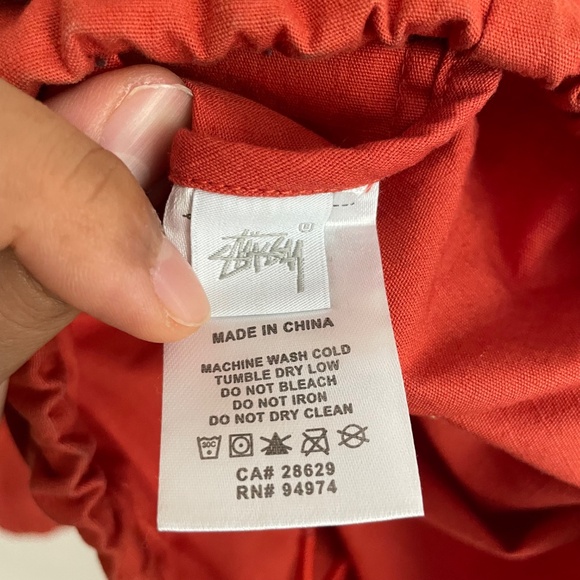 Stüssy ®
MADE IN CHINA
MACHINE WASH COLD
TUMBLE DRY LOW
DO NOT BLEACH
DO NOT IRON
DO NOT DRY CLEAN
30C
CA# 28629
RN# 94974